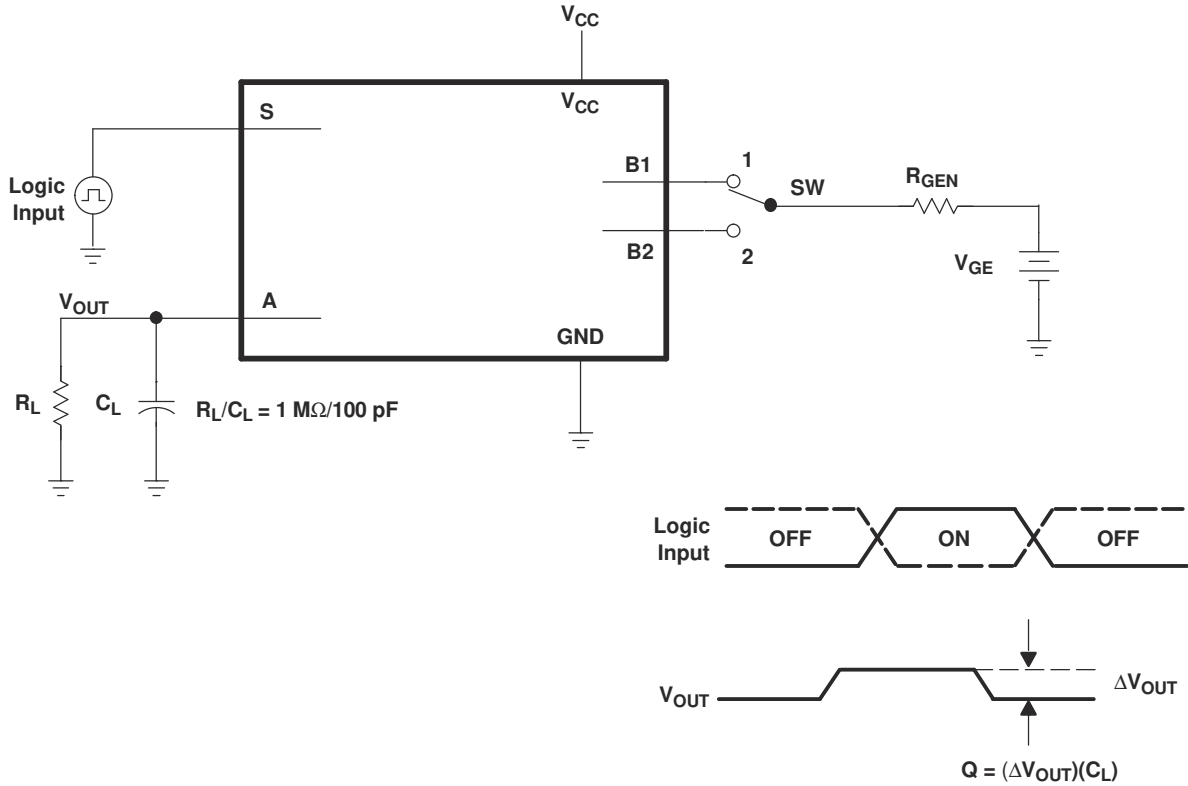 VCC
VCC
S
Logic
Input
B1
1
SW
RGEN
B2
2
VGE
VOUT
A
GND
RL
CL
RL/CL = 1 MΩ/100 pF
Logic
Input
OFF
ON
OFF
VOUT
ΔVOUT
Q = (ΔVOUT)(CL)